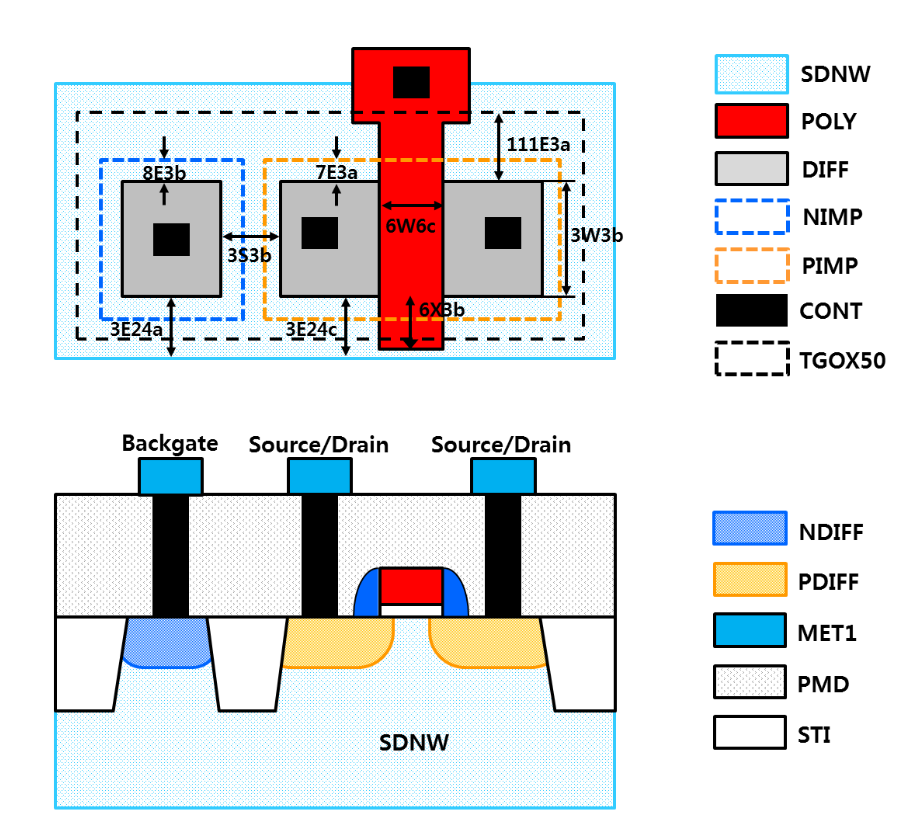 SDNW
POLY
111E3a
8E3b
7E3a
DIFF
6W6c
NIMP
3S3b
3W3b
PIMP
6X3b
CONT
3E24a
3E24c
TGOX50
Backgate
Source/Drain
Source/Drain
NDIFF
PDIFF
MET1
PMD
SDNW
STI